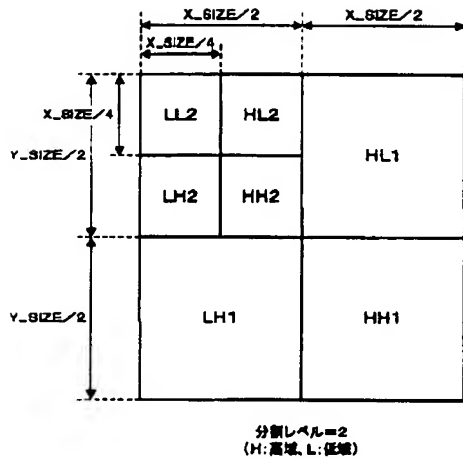 X_SIZE/2 X_SIZE/2
X_SIZE/4
X_SIZE/4
Y_SIZE/2
Y_SIZE/2
LL2 HL2
LH2 HH2
HL1
LH1 HH1
分割レベル=2
(H:高域、L:低域)